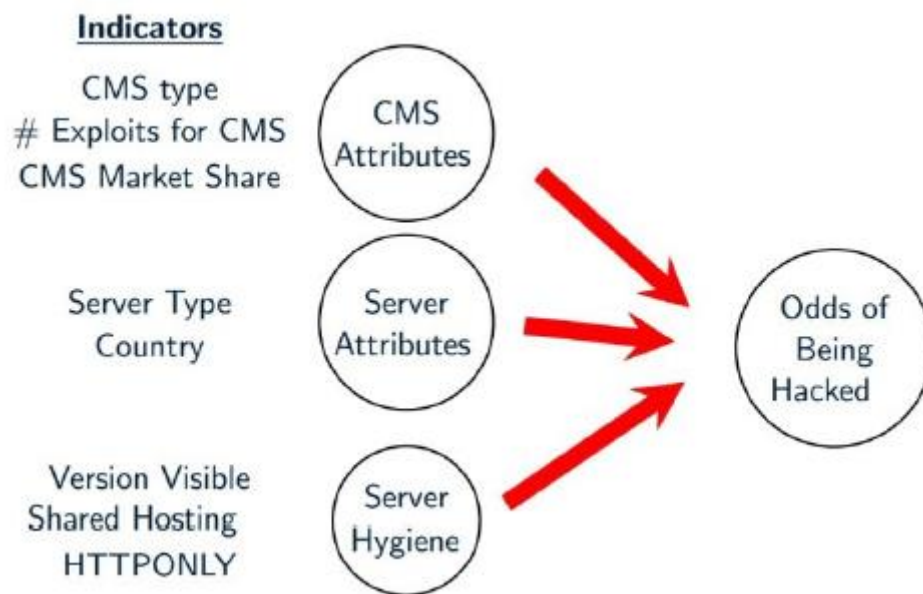 Indicators
CMS type
# Exploits for CMS
CMS Market Share
CMS
Attributes
Server Type
Country
Server
Attributes
Version Visible
Shared Hosting
HTTPONLY
Server
Hygiene
Odds of
Being
Hacked